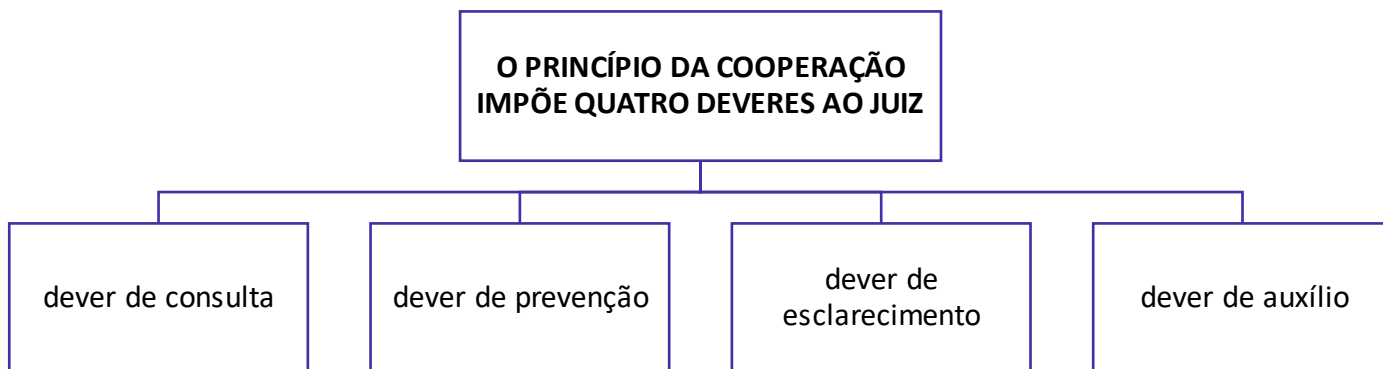 O PRINCÍPIO DA COOPERAÇÃO
IMPÕE QUATRO DEVERES AO JUIZ
dever de consulta
dever de prevenção
dever de
esclarecimento
dever de auxílio